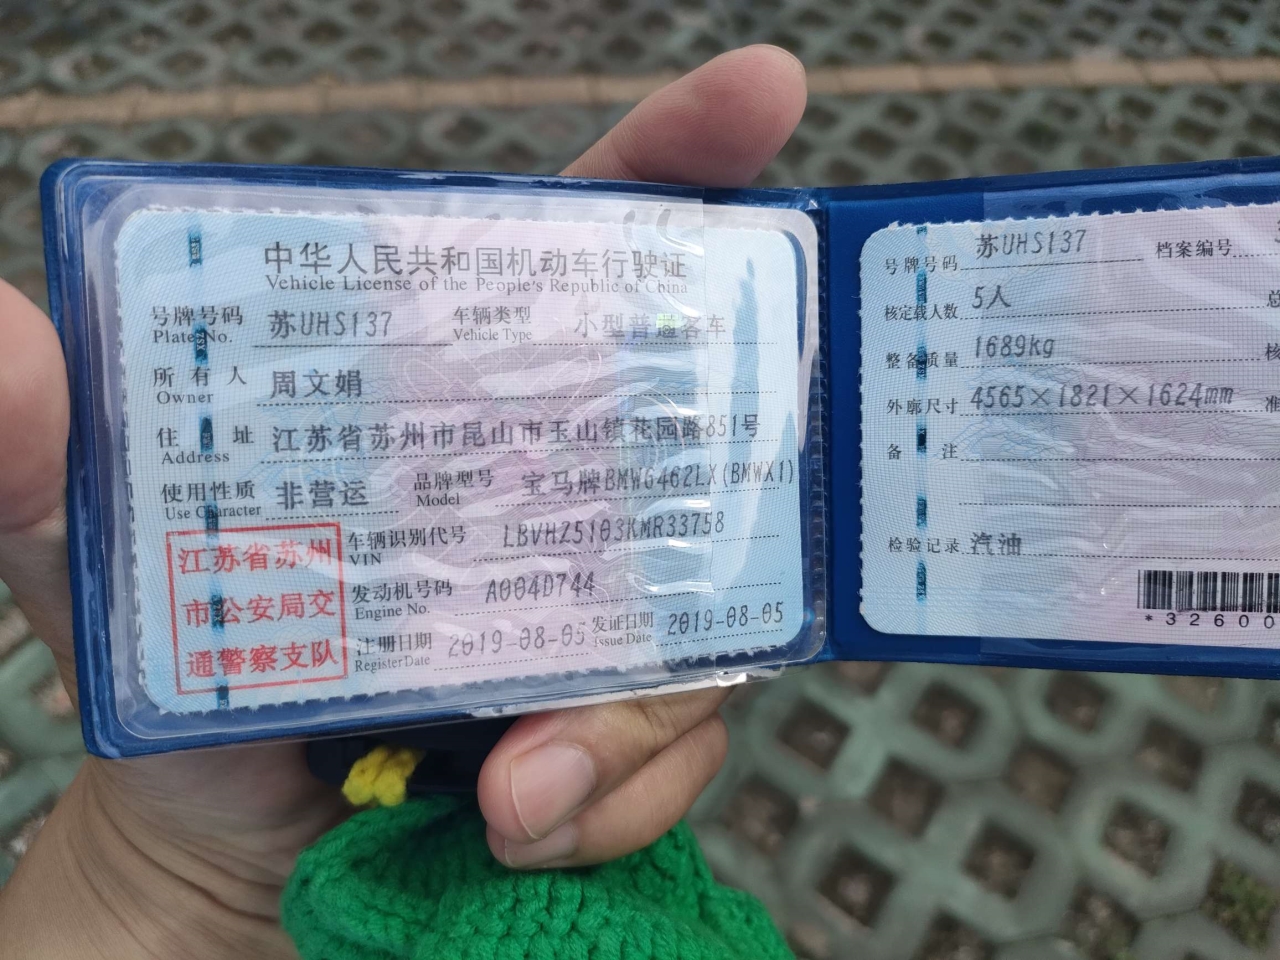 中华人民共和国机动车行驶证
Vehicle License of the People's Republic of China
号牌号码 苏UHS137 车辆类型 小型普通客车
Plate No. Vehicle Type
所有人 周文娟
Owner
住址 江苏省苏州市昆山市玉山镇花园路851号
Address
使用性质 非营运 品牌型号 宝马牌BMW6462LX(BMWX1)
Use Character Model
车辆识别代号 LBVHZ5103KMR33758
VIN
发动机号码 A004D744
Engine No.
注册日期 2019-08-05 发证日期 2019-08-05
Register Date Issue Date
江苏省苏州
市公安局交
通警察支队
号牌号码 苏UHS137 档案编号
核定载人数 5人 总
整备质量 1689kg 核
外廓尺寸 4565×1821×1624mm 准
备注
检验记录 汽油
*32600